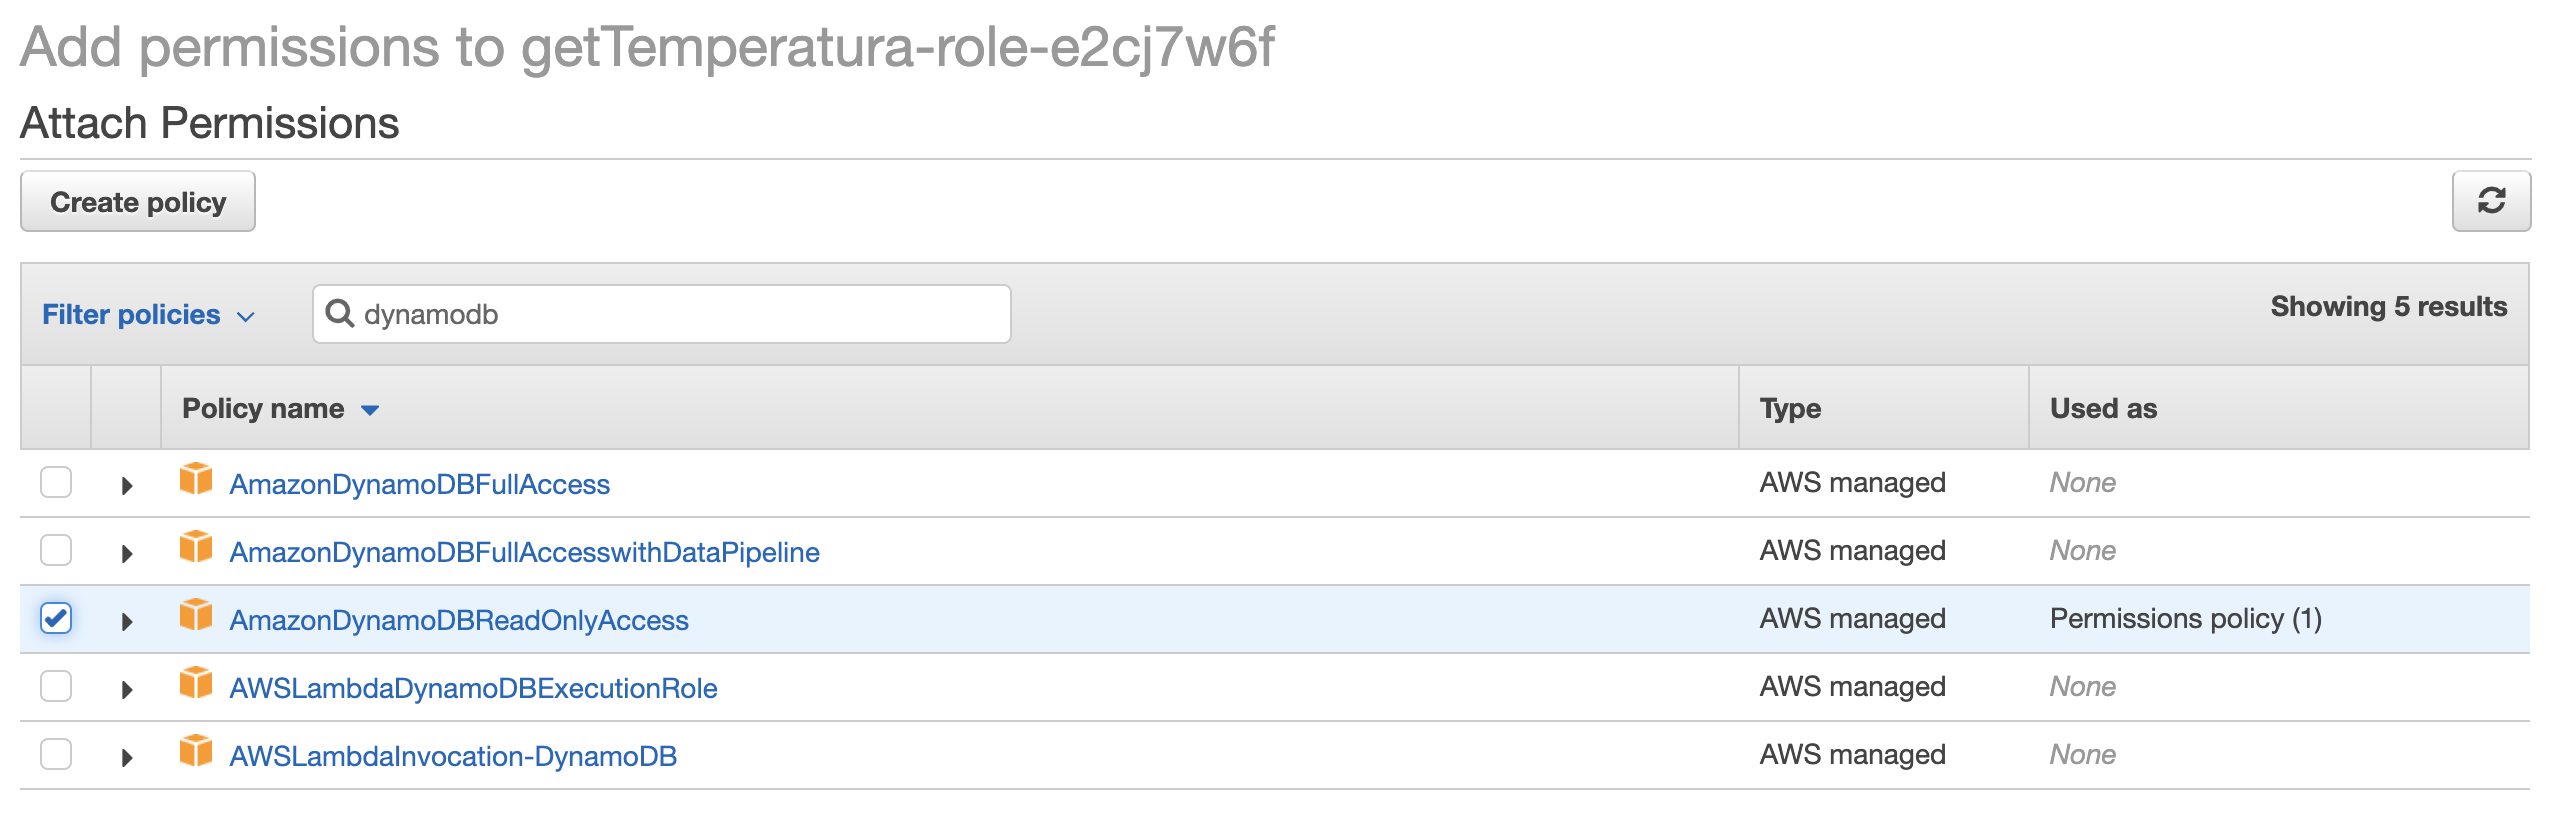 Add permissions to getTemperatura-role-e2cj7w6f
Attach Permissions
Create policy
Filter policies dynamodb Showing 5 results
Policy name Type Used as
AmazonDynamoDBFullAccess AWS managed None
AmazonDynamoDBFullAccesswithDataPipeline AWS managed None
AmazonDynamoDBReadOnlyAccess AWS managed Permissions policy (1)
AWSLambdaDynamoDBExecutionRole AWS managed None
AWSLambdaInvocation-DynamoDB AWS managed None